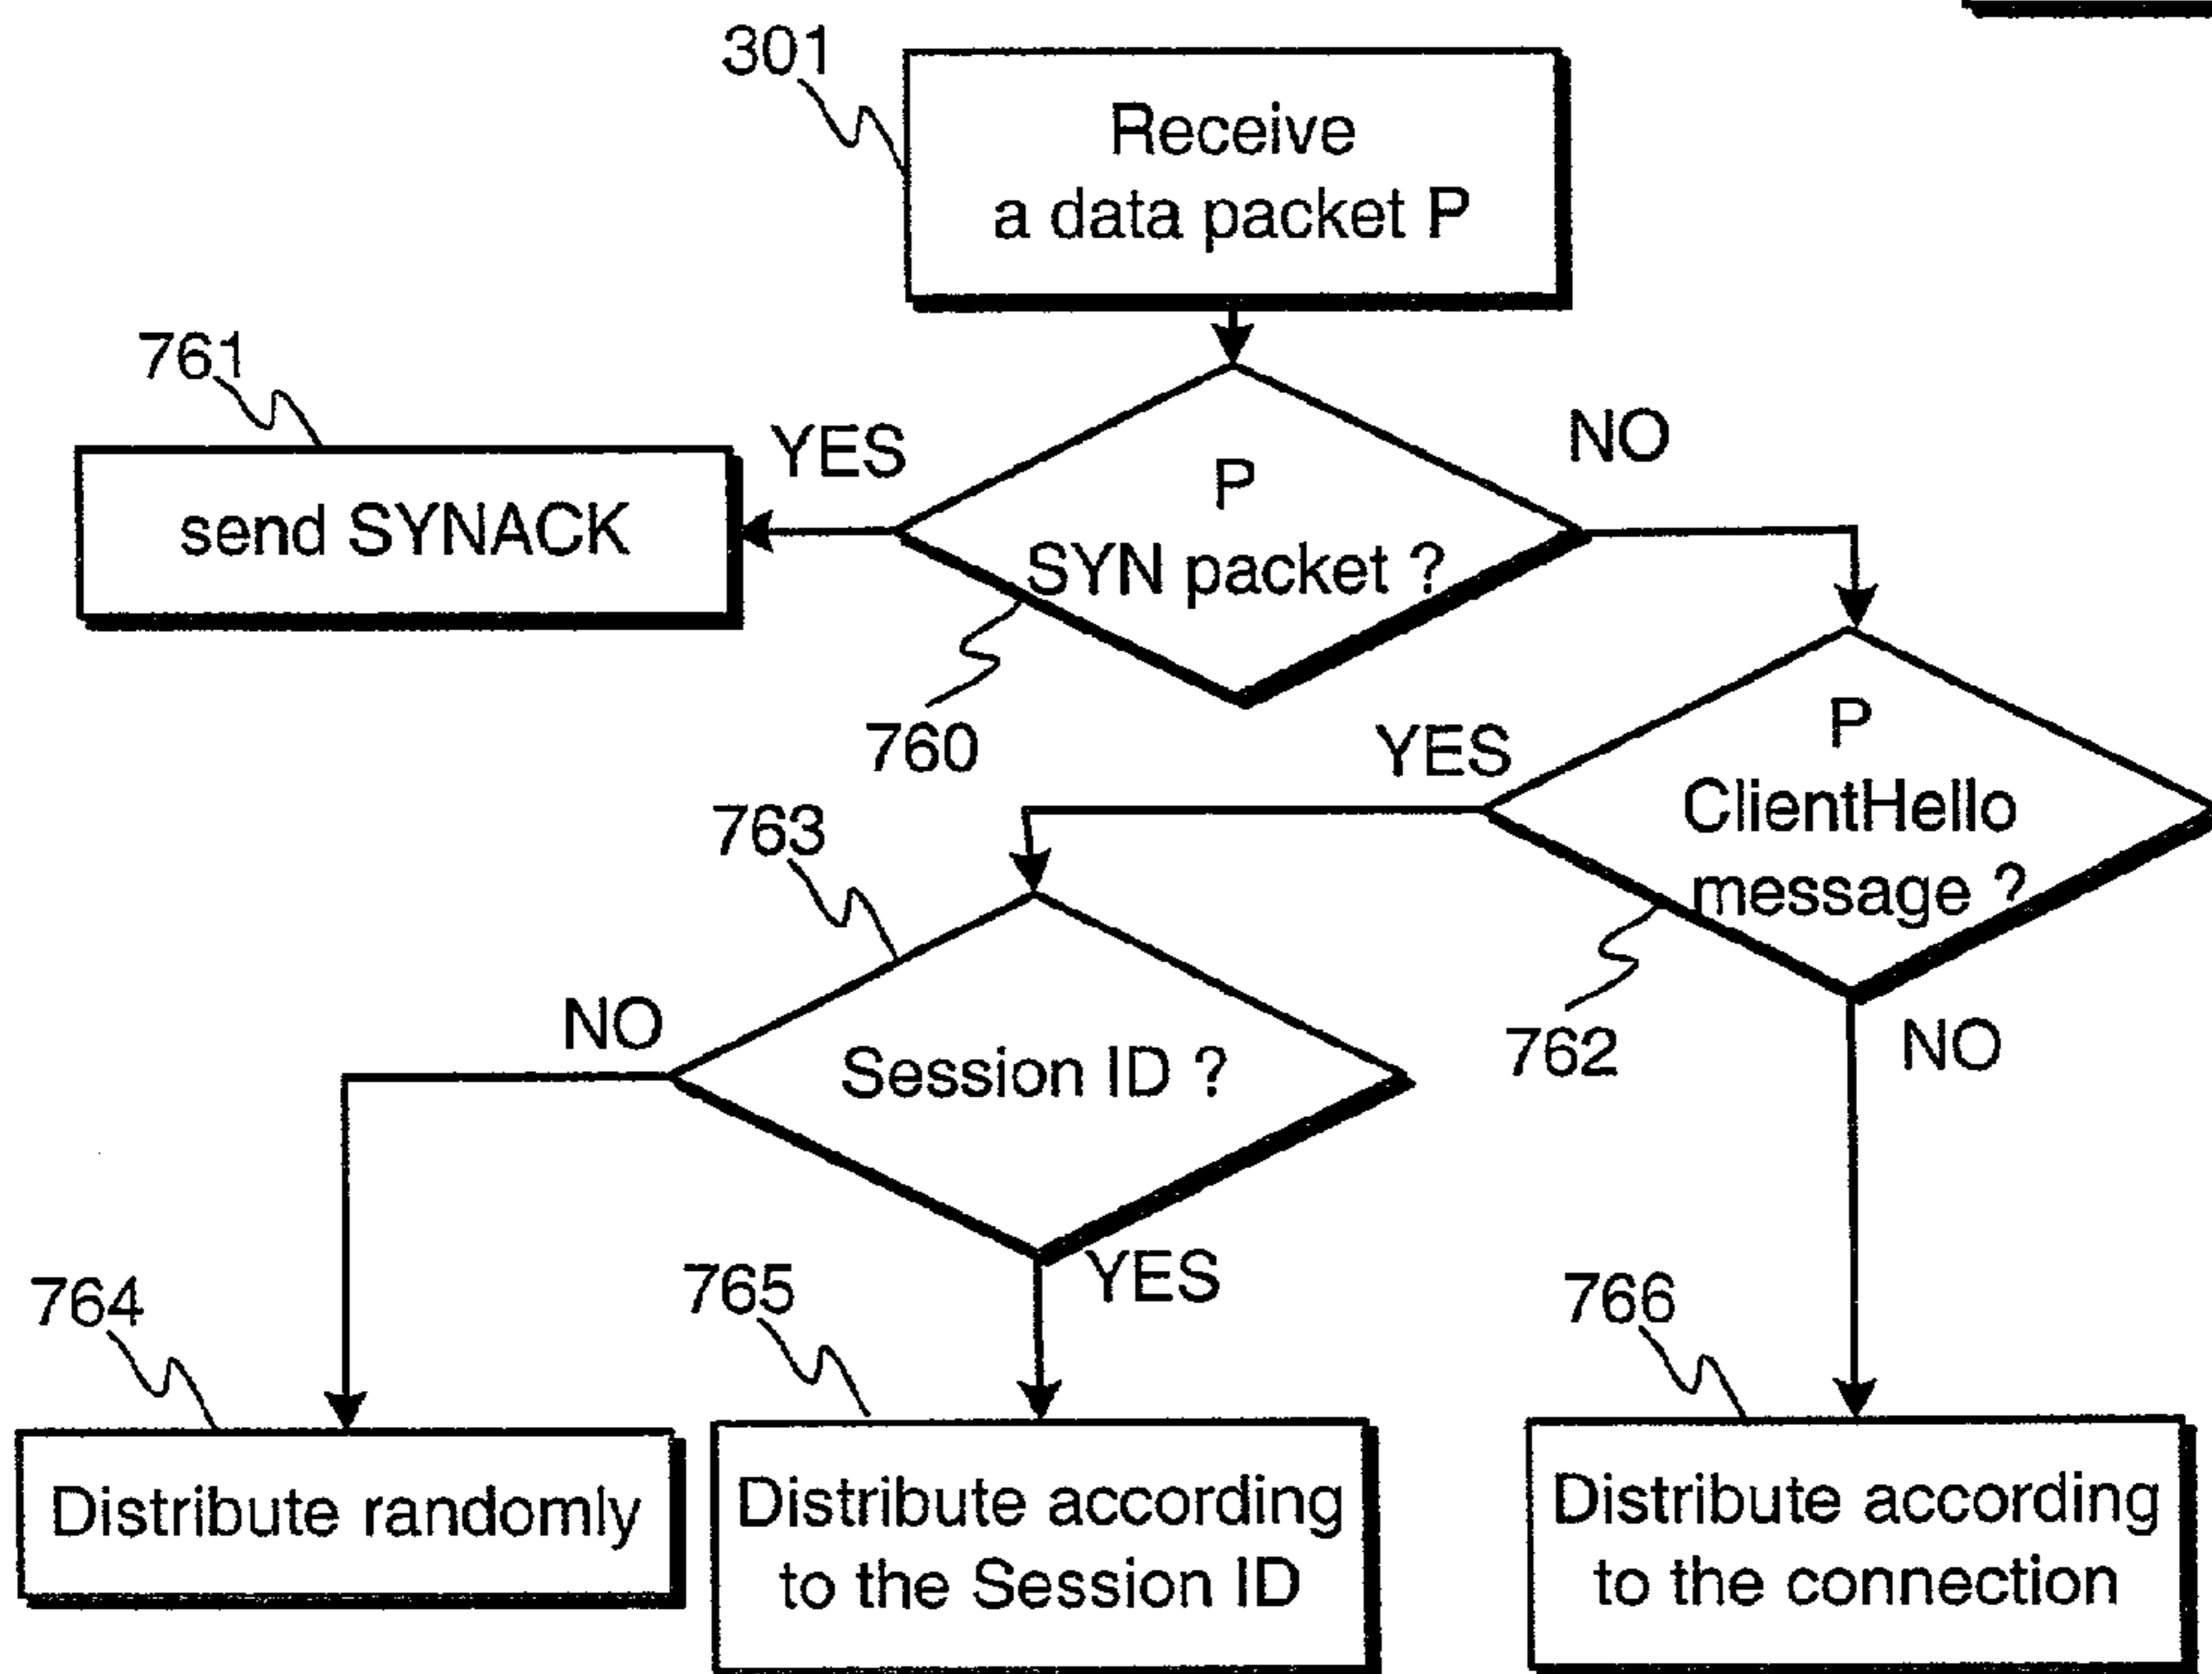 301
Receive
a data packet P
761
send SYNACK
YES
P
SYN packet ?
NO
760
YES
P
ClientHello
message ?
762
NO
763
NO
Session ID ?
YES
764
Distribute randomly
765
Distribute according
to the Session ID
766
Distribute according
to the connection